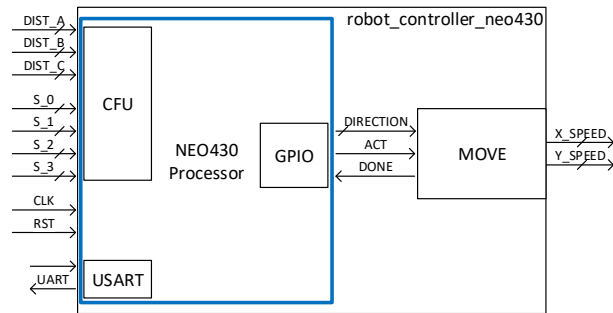 robot_controller_neo430
DIST_A
DIST_B
DIST_C
S_0
S_1
S_2
S_3
CLK
RST
UART
CFU
NEO430
Processor
GPIO
USART
DIRECTION
ACT
DONE
MOVE
X_SPEED
Y_SPEED